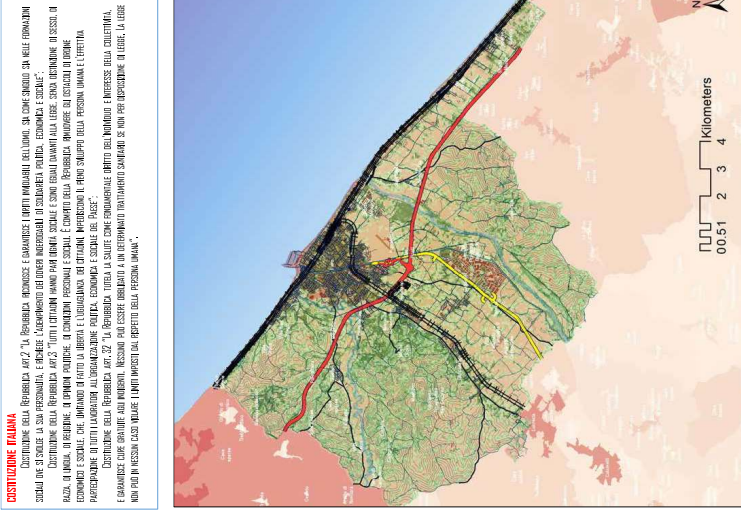 COSTITUZIONE ITALIANA
COSTITUZIONE DELLA REPUBBLICA ART.2 "LA REPUBBLICA RICONOSCE E GARANTISCE I DIRITTI INVIOLABILI DELL'UOMO, SIA COME SINGOLO SIA NELLE FORMAZIONI
SOCIALI OVE SI SVOLGE LA SUA PERSONALITÀ, E RICHIEDE L'ADEMPIMENTO DEI DOVERI INDEROGABILI DI SOLIDARIETÀ POLITICA, ECONOMICA E SOCIALE".
COSTITUZIONE DELLA REPUBBLICA ART.3 "TUTTI I CITTADINI HANNO PARI DIGNITÀ SOCIALE E SONO EGUALI DAVANTI ALLA LEGGE, SENZA DISTINZIONE DI SESSO, DI
RAZZA, DI LINGUA, DI RELIGIONE, DI OPINIONI POLITICHE, DI CONDIZIONI PERSONALI E SOCIALI. È COMPITO DELLA REPUBBLICA RIMUOVERE GLI OSTACOLI DI ORDINE
ECONOMICO E SOCIALE, CHE, LIMITANDO DI FATTO LA LIBERTÀ E L'UGUAGLIANZA DEI CITTADINI, IMPEDISCONO IL PIENO SVILUPPO DELLA PERSONA UMANA E L'EFFETTIVA
PARTECIPAZIONE DI TUTTI I LAVORATORI ALL'ORGANIZZAZIONE POLITICA, ECONOMICA E SOCIALE DEL PAESE".
COSTITUZIONE DELLA REPUBBLICA ART. 32 "LA REPUBBLICA TUTELA LA SALUTE COME FONDAMENTALE DIRITTO DELL'INDIVIDUO E INTERESSE DELLA COLLETTIVITÀ,
E GARANTISCE CURE GRATUITE AGLI INDIGENTI. NESSUNO PUÒ ESSERE OBBLIGATO A UN DETERMINATO TRATTAMENTO SANITARIO SE NON PER DISPOSIZIONE DI LEGGE. LA LEGGE
NON PUÒ IN NESSUN CASO VIOLARE I LIMITI IMPOSTI DAL RISPETTO DELLA PERSONA UMANA".
N
Kilometers
0 0.5 1 2 3 4